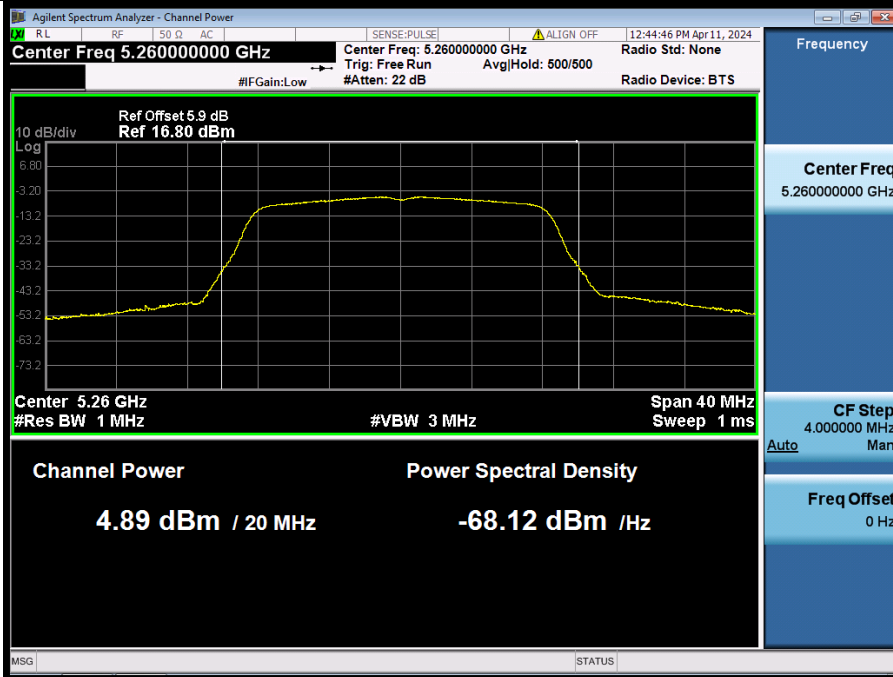 Agilent Spectrum Analyzer - Channel Power
LXI RL RF 50 Ω AC SENSE:PULSE ALIGN OFF 12:44:46 PM Apr 11, 2024
Center Freq 5.260000000 GHz
Center Freq: 5.260000000 GHz Radio Std: None
Trig: Free Run Avg|Hold: 500/500
#IFGain:Low #Atten: 22 dB Radio Device: BTS
Ref Offset 5.9 dB
10 dB/div Ref 16.80 dBm
Log
6.80
-3.20
-13.2
-23.2
-33.2
-43.2
-53.2
-63.2
-73.2
Center 5.26 GHz Span 40 MHz
#Res BW 1 MHz #VBW 3 MHz Sweep 1 ms
Channel Power Power Spectral Density
4.89 dBm / 20 MHz -68.12 dBm /Hz
MSG STATUS
Frequency
Center Freq
5.260000000 GHz
CF Step
4.000000 MHz
Auto Man
Freq Offset
0 Hz